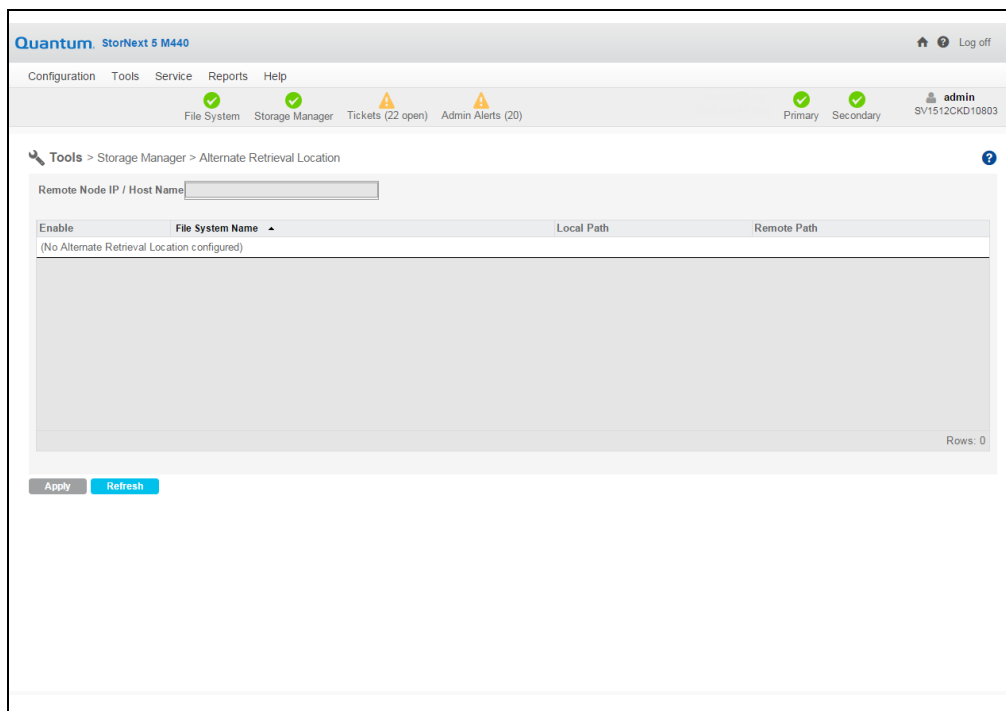 Quantum. StorNext 5 M440
Log off
Configuration Tools Service Reports Help
File System Storage Manager Tickets (22 open) Admin Alerts (20) Primary Secondary
admin
SV1512CKD10803
Tools > Storage Manager > Alternate Retrieval Location
Remote Node IP / Host Name
Enable File System Name Local Path Remote Path
(No Alternate Retrieval Location configured)
Rows: 0
Apply Refresh